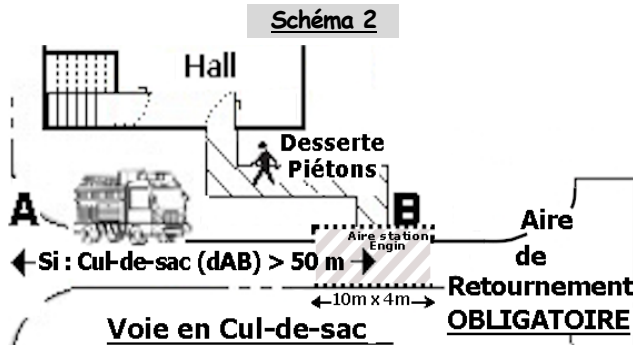 Schéma 2
Hall
Desserte
Piétons
A
B
Aire station
Engin
Si : Cul-de-sac (dAB) > 50 m
10m x 4m
Aire
de
Retournement
OBLIGATOIRE
Voie en Cul-de-sac